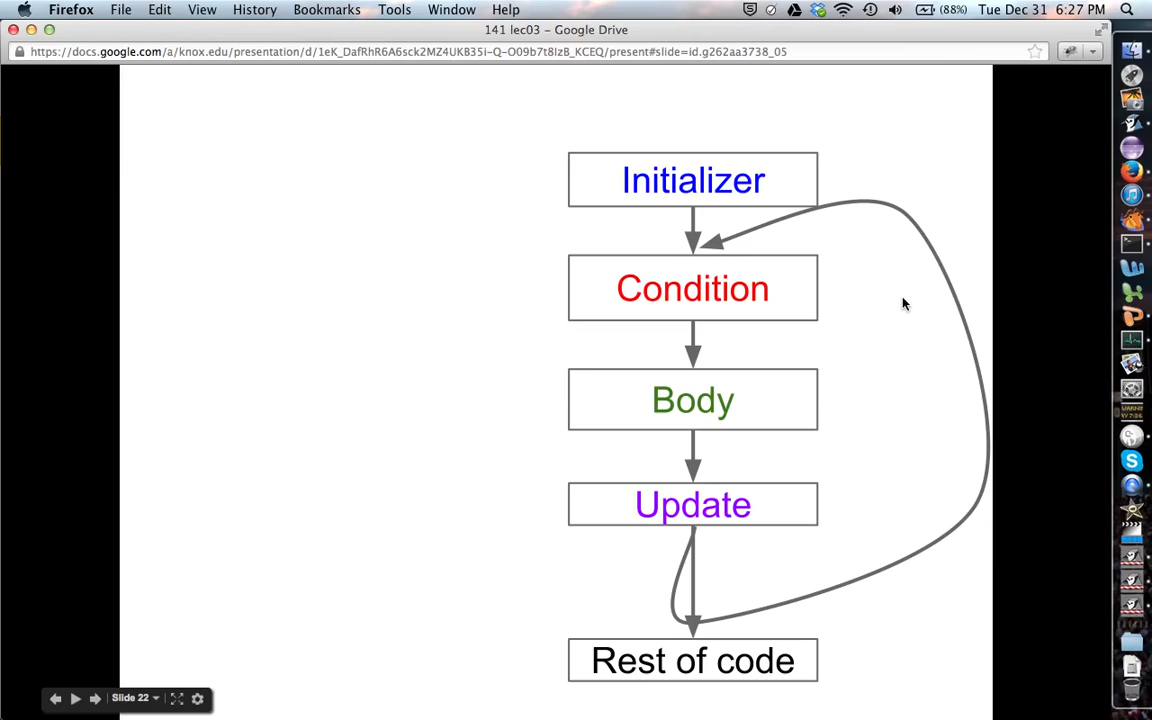 Firefox File Edit View History Bookmarks Tools Window Help (88%) Tue Dec 31 6:27 PM
141 lec03 – Google Drive
https://docs.google.com/a/knox.edu/presentation/d/1eK_DafRhR6A6sck2MZ4UKB35i-Q-O09b7t8IzB_KCEQ/present#slide=id.g262aa3738_05
Initializer
Condition
Body
Update
Rest of code
Slide 22